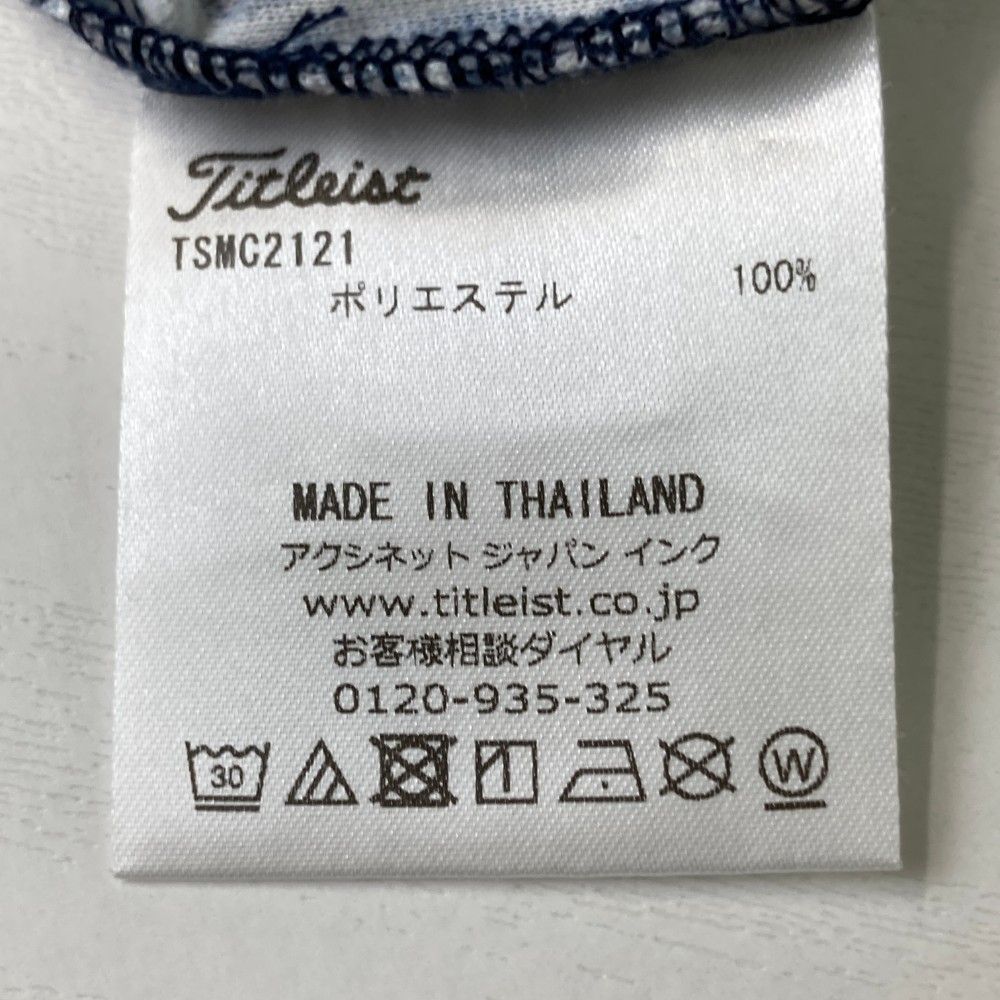 Titleist
TSMC2121
ポリエステル 100%
MADE IN THAILAND
アクシネット ジャパン インク
www.titleist.co.jp
お客様相談ダイヤル
0120-935-325
30 W